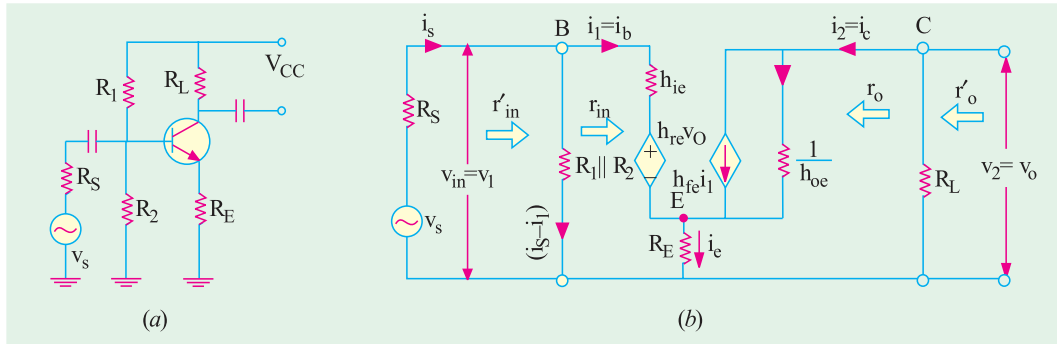 R1
RL
VCC
RS
R2
RE
vs
(a)
is
B
i1=ib
i2=ic
C
RS
r′in
vin=v1
rin
hie
hrevO
+
−
R1|| R2
hfei1
1
hoe
ro
r′o
RL
v2= vo
E
(iS−i1)
RE
ie
vs
(b)